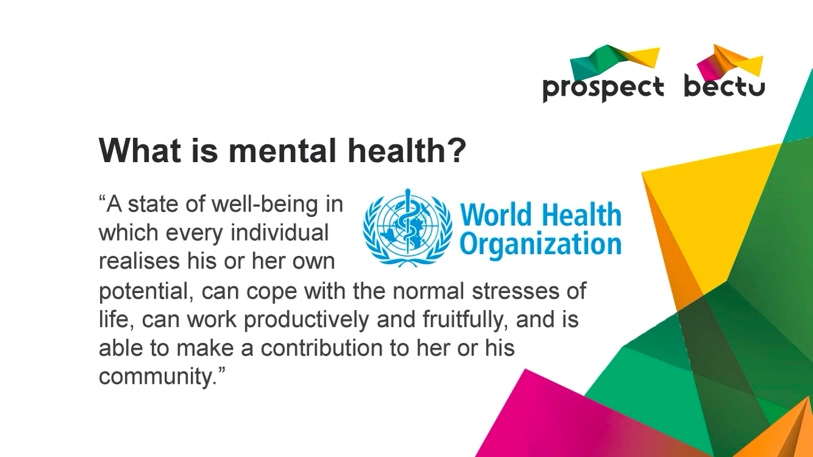 prospect bectu
What is mental health?
“A state of well-being in
which every individual
realises his or her own
World Health
Organization
potential, can cope with the normal stresses of
life, can work productively and fruitfully, and is
able to make a contribution to her or his
community.”